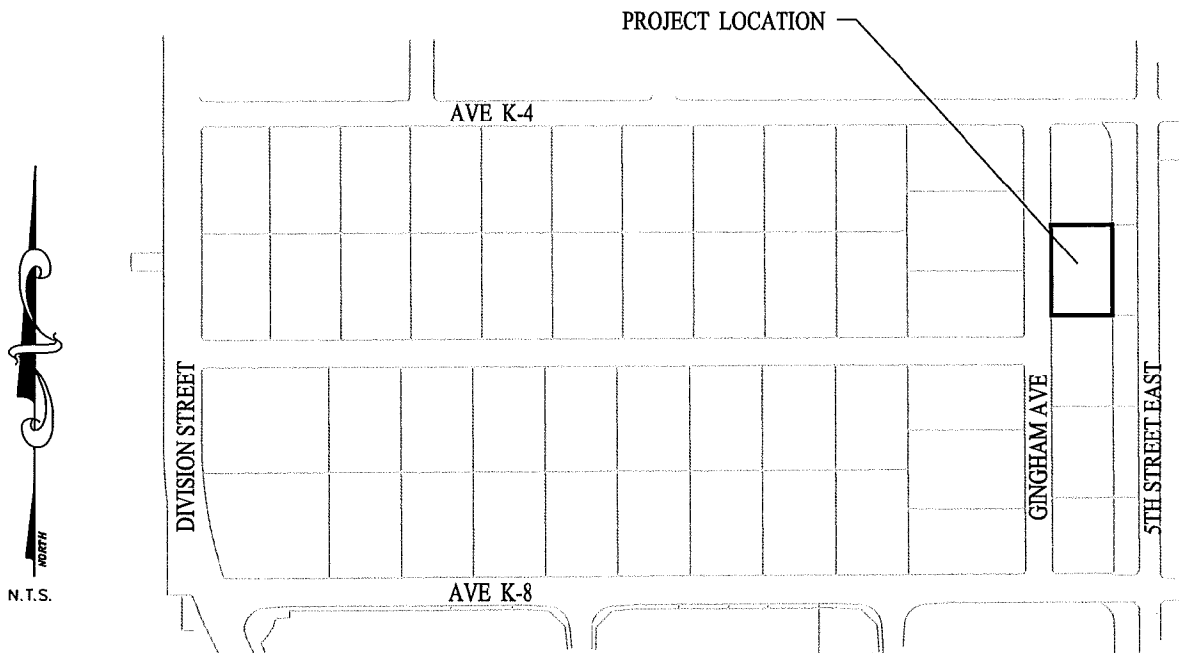 PROJECT LOCATION
AVE K-4
DIVISION STREET
GINGHAM AVE
5TH STREET EAST
NORTH
N.T.S.
AVE K-8